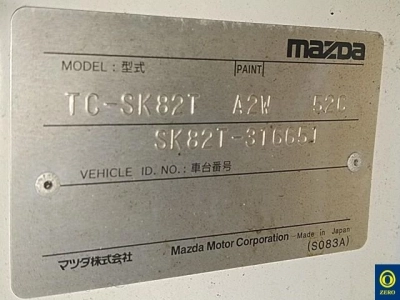 mazda
MODEL: 型式 PAINT
TC-SK82T A2W 52C
SK82T-316651
VEHICLE ID. NO.: 車台番号
Mazda Motor Corporation Made in Japan
マツダ株式会社 (S083A)
ZERO